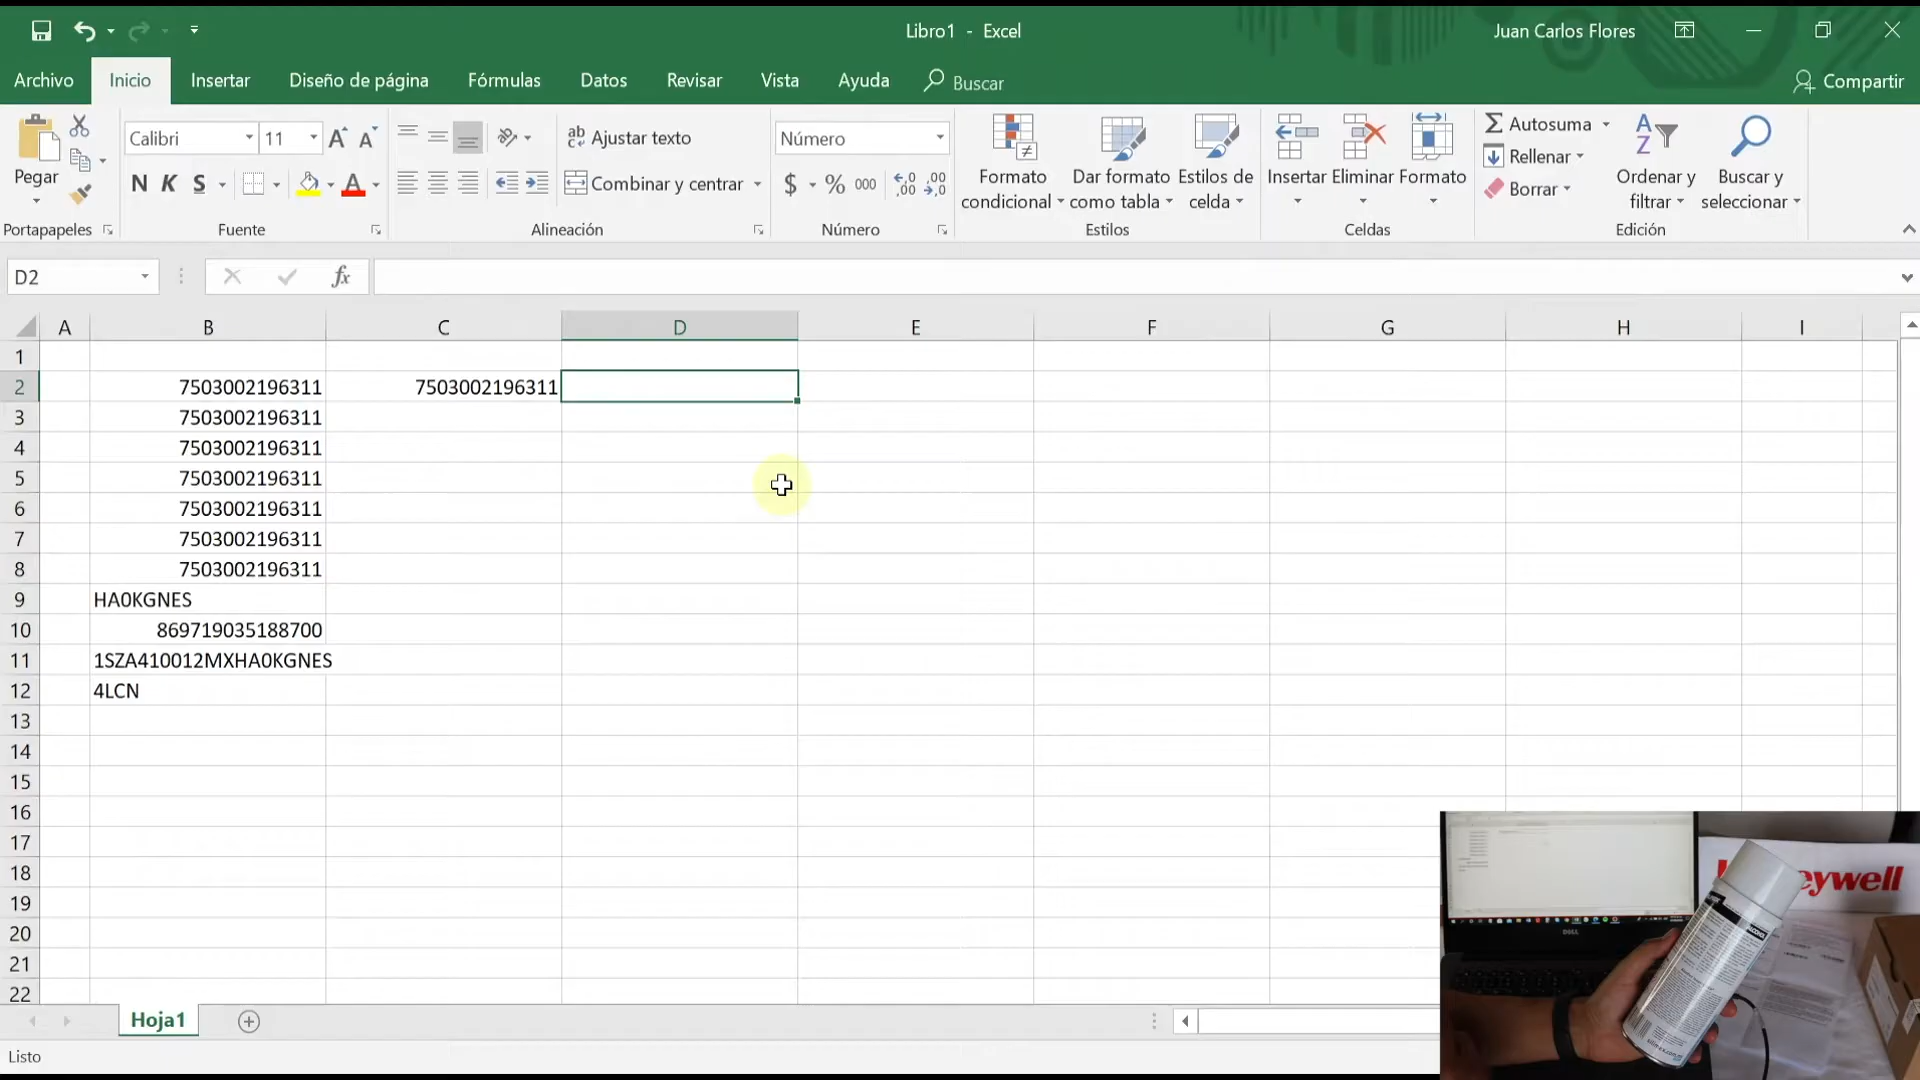 Libro1 - Excel
Juan Carlos Flores
Archivo Inicio Insertar Diseño de página Fórmulas Datos Revisar Vista Ayuda Buscar Compartir
Pegar
Calibri 11
N K S
ab Ajustar texto
Combinar y centrar
Número
$ % 000
Formato condicional
Dar formato como tabla
Estilos de celda
Insertar Eliminar Formato
Autosuma
Rellenar
Borrar
Ordenar y filtrar
Buscar y seleccionar
Portapapeles Fuente Alineación Número Estilos Celdas Edición
D2 fx
A B C D E F G H I
1
2 7503002196311 7503002196311
3 7503002196311
4 7503002196311
5 7503002196311
6 7503002196311
7 7503002196311
8 7503002196311
9 HA0KGNES
10 869719035188700
11 1SZA410012MXHA0KGNES
12 4LCN
13
14
15
16
17
18
19
20
21
22
Hoja1
Listo
DELL